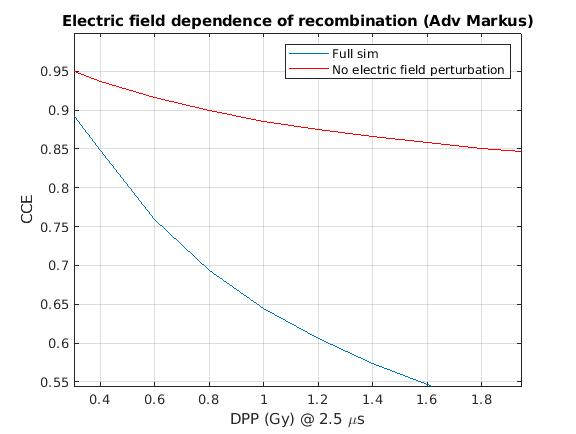 Electric field dependence of recombination (Adv Markus)
Full sim
No electric field perturbation
CCE
0.95
0.9
0.85
0.8
0.75
0.7
0.65
0.6
0.55
0.4 0.6 0.8 1 1.2 1.4 1.6 1.8
DPP (Gy) @ 2.5 μs